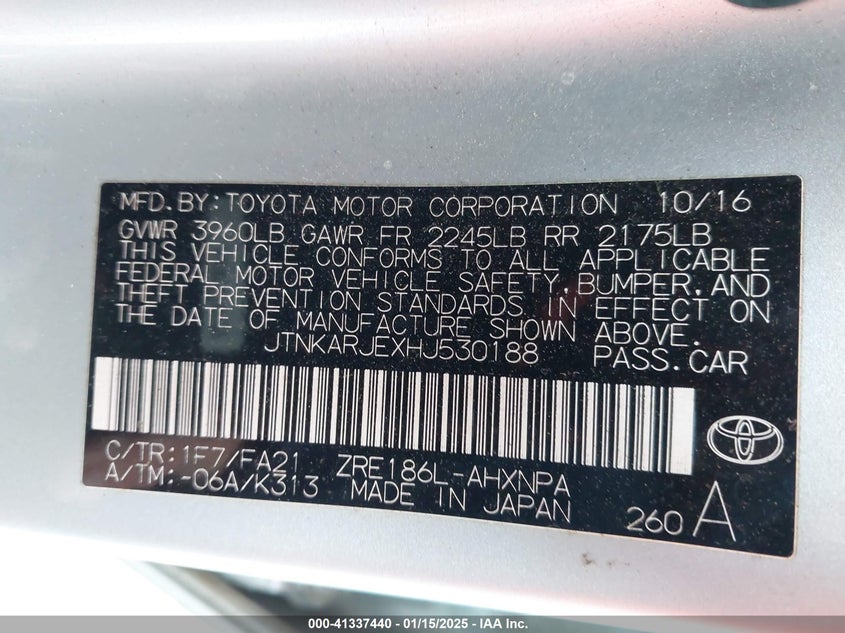 MFD. BY: TOYOTA MOTOR CORPORATION 10/16
GVWR 3960LB GAWR FR 2245LB RR 2175LB
THIS VEHICLE CONFORMS TO ALL APPLICABLE
FEDERAL MOTOR VEHICLE SAFETY, BUMPER, AND
THEFT PREVENTION STANDARDS IN EFFECT ON
THE DATE OF MANUFACTURE SHOWN ABOVE.
JTNKARJEXHJ530188 PASS. CAR
C/TR: 1F7/FA21 ZRE186L-AHXNPA
A/TM: -06A/K313 MADE IN JAPAN 260 A
000-41337440 - 01/15/2025 - IAA Inc.